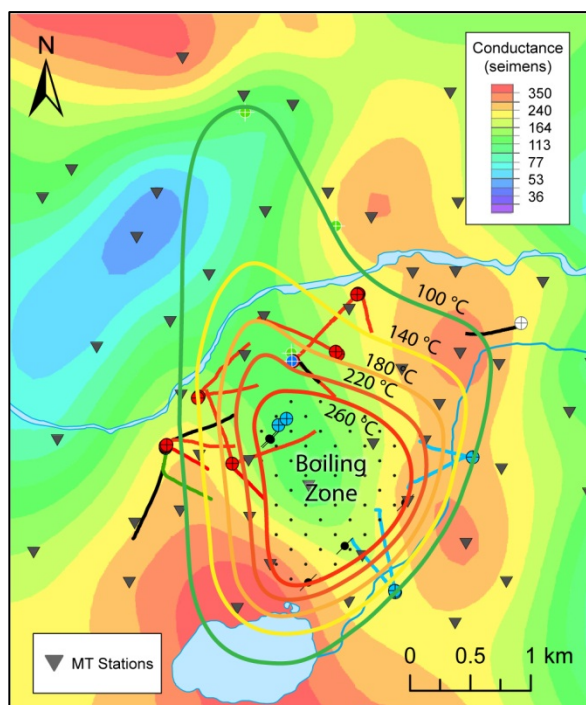 N
Conductance
(seimens)
350
240
164
113
77
53
36
100 °C
140 °C
180 °C
220 °C
260 °C
Boiling
Zone
MT Stations
0 0.5 1 km